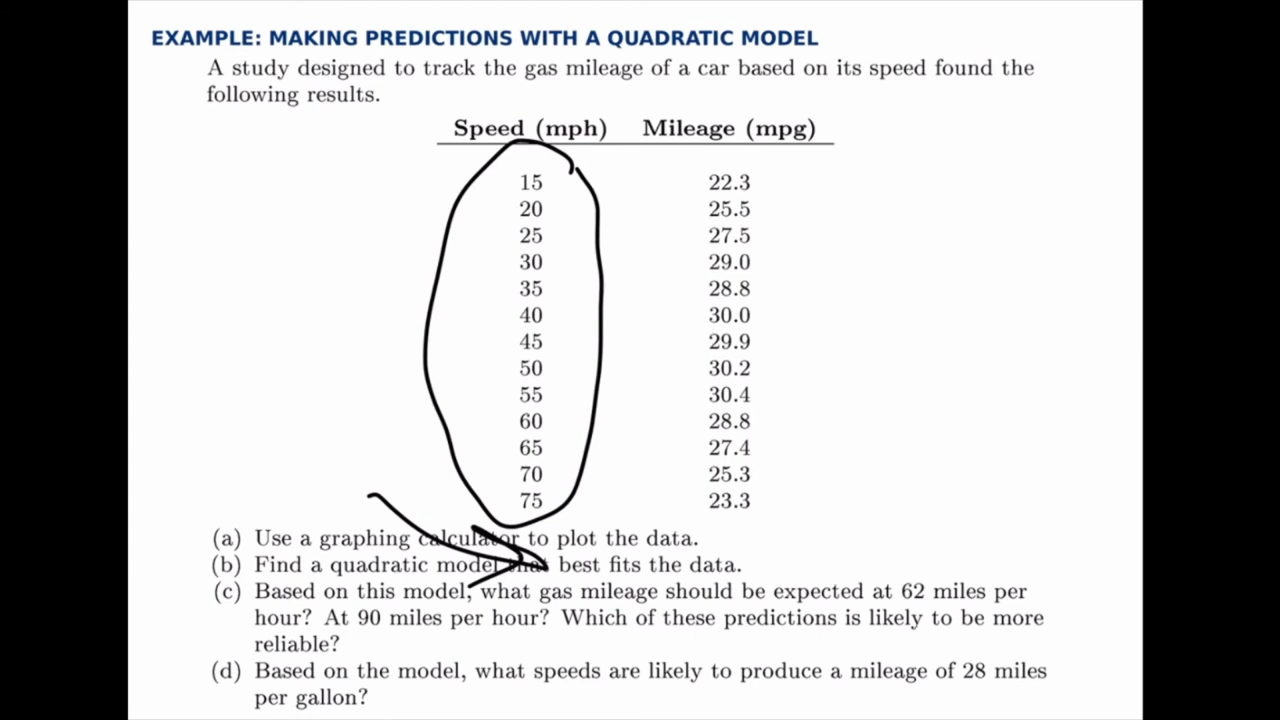 EXAMPLE: MAKING PREDICTIONS WITH A QUADRATIC MODEL
A study designed to track the gas mileage of a car based on its speed found the
following results.
Speed (mph) Mileage (mpg)
15 22.3
20 25.5
25 27.5
30 29.0
35 28.8
40 30.0
45 29.9
50 30.2
55 30.4
60 28.8
65 27.4
70 25.3
75 23.3
(a) Use a graphing calculator to plot the data.
(b) Find a quadratic model that best fits the data.
(c) Based on this model, what gas mileage should be expected at 62 miles per
hour? At 90 miles per hour? Which of these predictions is likely to be more
reliable?
(d) Based on the model, what speeds are likely to produce a mileage of 28 miles
per gallon?